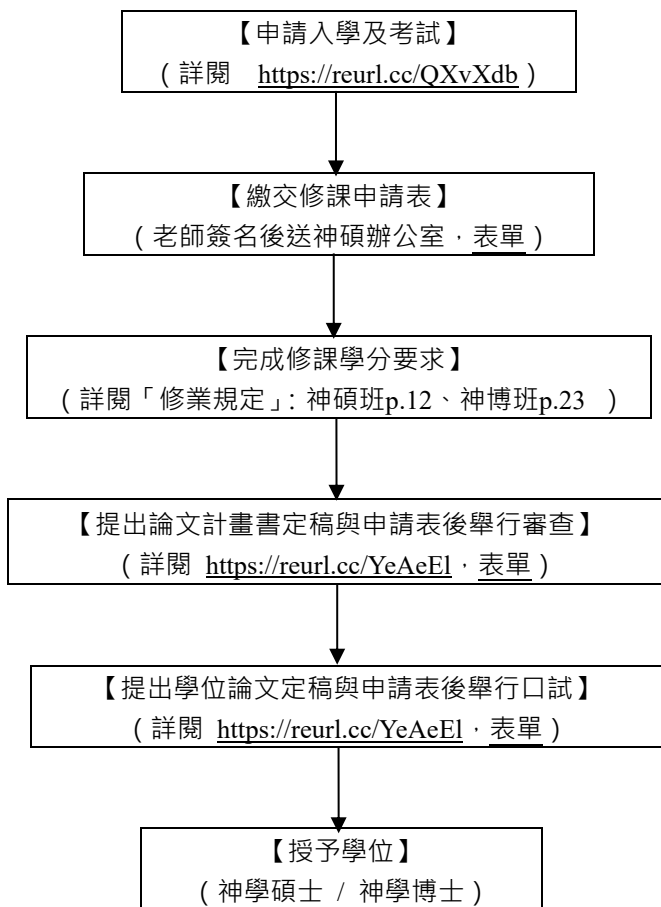 【申請入學及考試】
（詳閱 https://reurl.cc/QXvXdb）
【繳交修課申請表】
（老師簽名後送神碩辦公室，表單）
【完成修課學分要求】
（詳閱「修業規定」：神碩班p.12、神博班p.23 ）
【提出論文計畫書定稿與申請表後舉行審查】
（詳閱 https://reurl.cc/YeAeEl，表單）
【提出學位論文定稿與申請表後舉行口試】
（詳閱 https://reurl.cc/YeAeEl，表單）
【授予學位】
（神學碩士 / 神學博士）